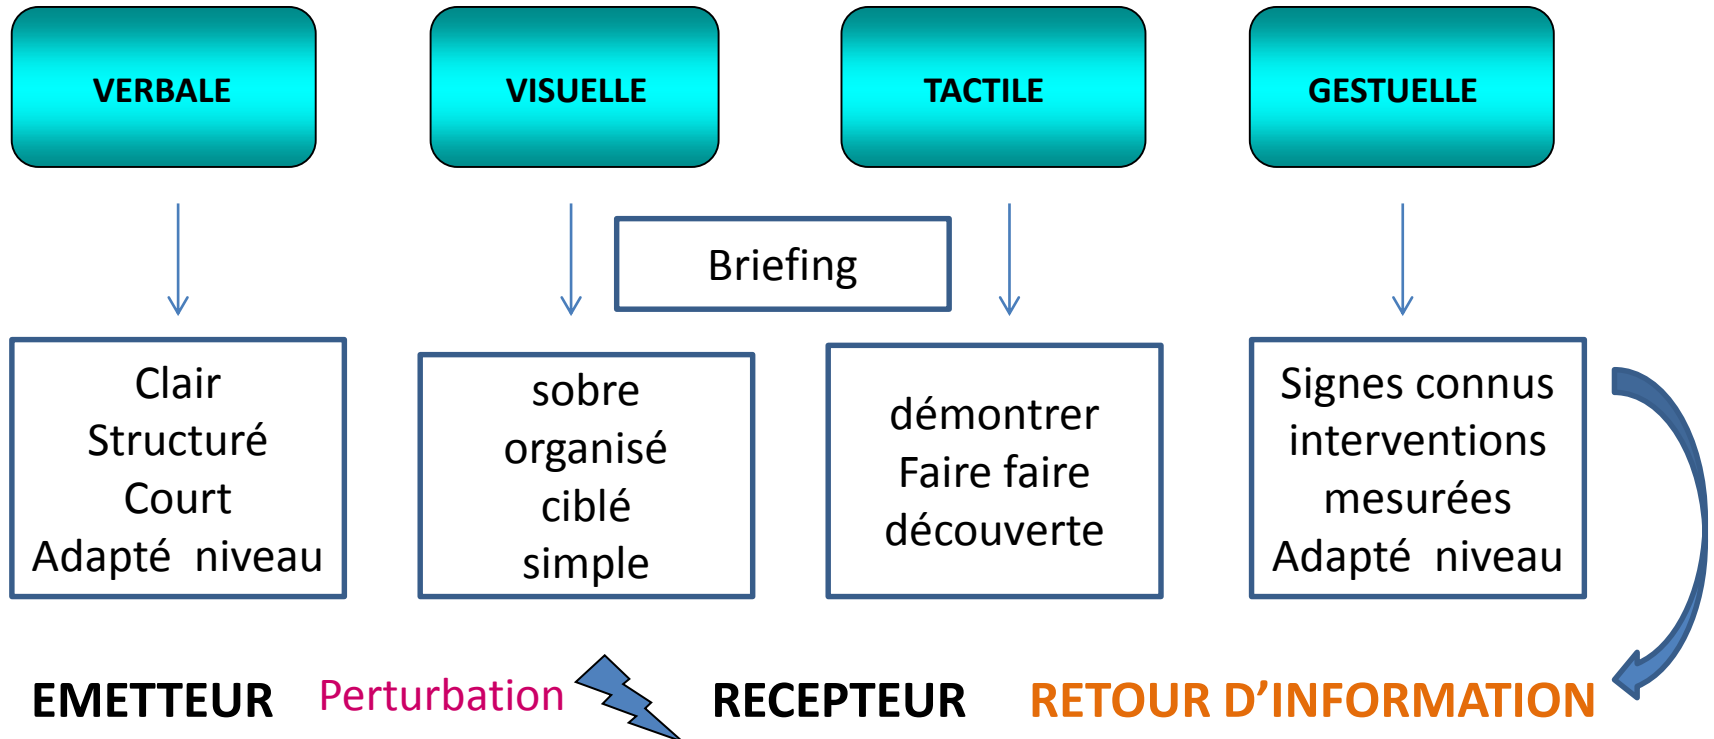 VERBALE
VISUELLE
TACTILE
GESTUELLE
Briefing
Clair
Structuré
Court
Adapté  niveau
sobre
organisé
ciblé
simple
démontrer
Faire faire
découverte
Signes connus
interventions
mesurées
Adapté  niveau
EMETTEUR
Perturbation
RECEPTEUR
RETOUR D’INFORMATION